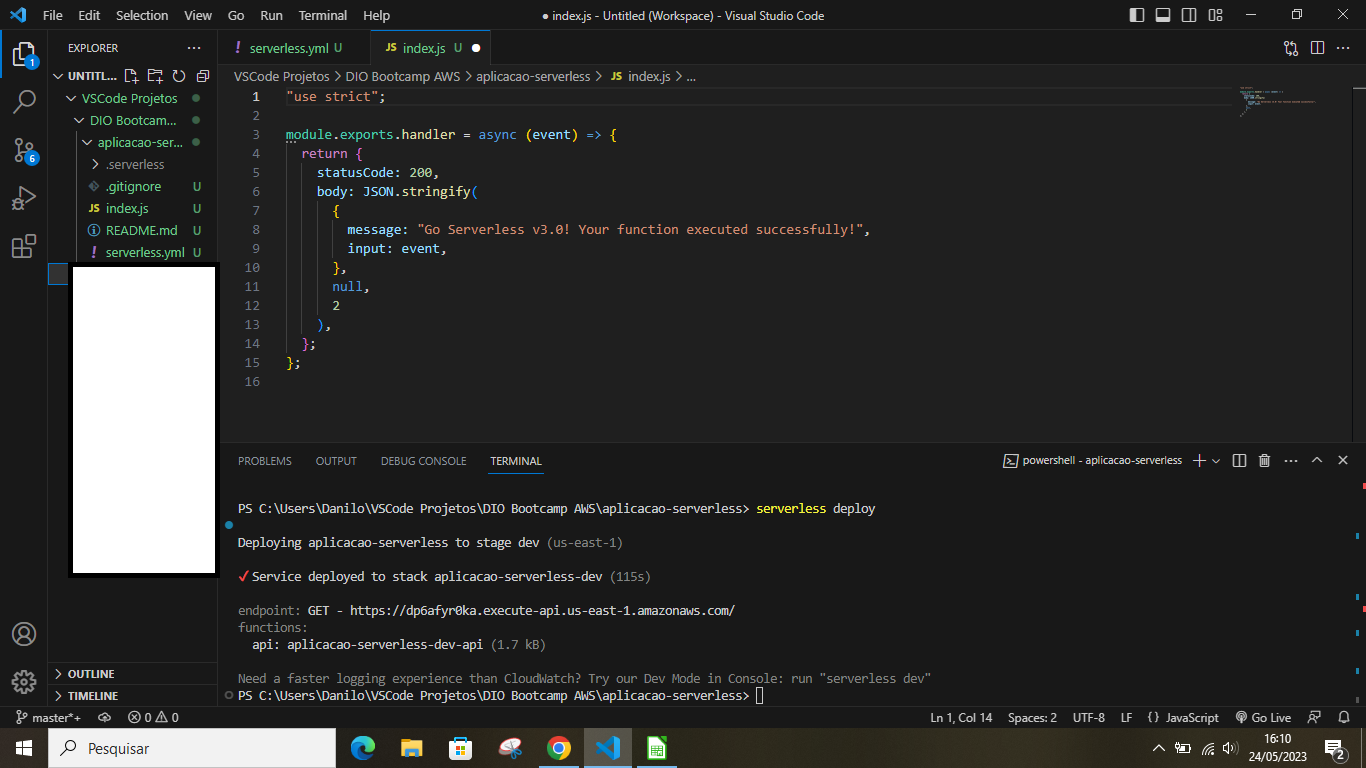 File Edit Selection View Go Run Terminal Help
● index.js - Untitled (Workspace) - Visual Studio Code
EXPLORER
! serverless.yml U
JS index.js U ●
UNTITL...
VSCode Projetos
DIO Bootcam...
aplicacao-ser...
.serverless
.gitignore U
JS index.js U
README.md U
! serverless.yml U
1
6
VSCode Projetos > DIO Bootcamp AWS > aplicacao-serverless > JS index.js > ...
1 "use strict";
2
3 module.exports.handler = async (event) => {
4 return {
5 statusCode: 200,
6 body: JSON.stringify(
7 {
8 message: "Go Serverless v3.0! Your function executed successfully!",
9 input: event,
10 },
11 null,
12 2
13 ),
14 };
15 };
16
PROBLEMS OUTPUT DEBUG CONSOLE TERMINAL
powershell - aplicacao-serverless
PS C:\Users\Danilo\VSCode Projetos\DIO Bootcamp AWS\aplicacao-serverless> serverless deploy
Deploying aplicacao-serverless to stage dev (us-east-1)
✔ Service deployed to stack aplicacao-serverless-dev (115s)
endpoint: GET - https://dp6afyr0ka.execute-api.us-east-1.amazonaws.com/
functions:
api: aplicacao-serverless-dev-api (1.7 kB)
Need a faster logging experience than CloudWatch? Try our Dev Mode in Console: run "serverless dev"
PS C:\Users\Danilo\VSCode Projetos\DIO Bootcamp AWS\aplicacao-serverless>
OUTLINE
TIMELINE
master*+ 0 0
Ln 1, Col 14 Spaces: 2 UTF-8 LF {} JavaScript Go Live
Pesquisar
16:10
24/05/2023
2